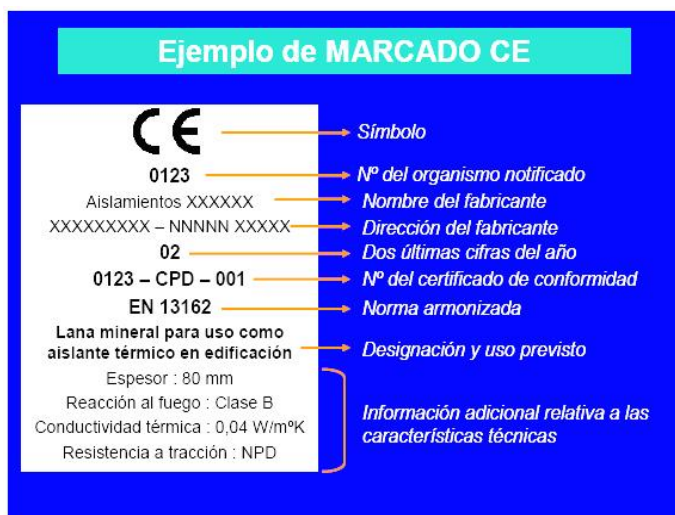 Ejemplo de MARCADO CE
CE
Símbolo
0123
Nº del organismo notificado
Aislamientos XXXXXX
Nombre del fabricante
XXXXXXXXX – NNNNN XXXXX
Dirección del fabricante
02
Dos últimas cifras del año
0123 – CPD – 001
Nº del certificado de conformidad
EN 13162
Norma armonizada
Lana mineral para uso como
aislante térmico en edificación
Designación y uso previsto
Espesor : 80 mm
Reacción al fuego : Clase B
Conductividad térmica : 0,04 W/mºK
Resistencia a tracción : NPD
Información adicional relativa a las
características técnicas